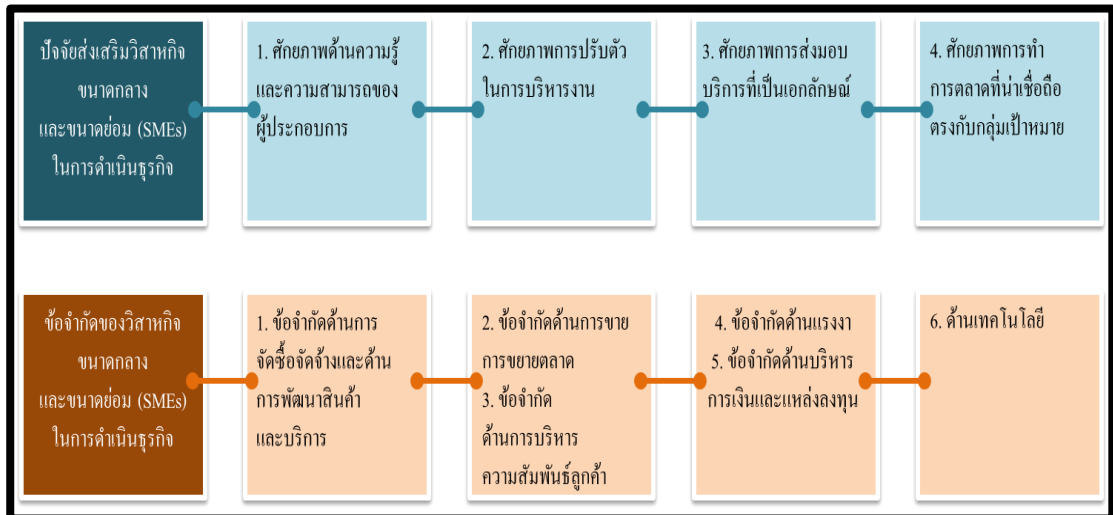 ปัจจัยส่งเสริมวิสาหกิจ
ขนาดกลาง
และขนาดย่อม (SMEs)
ในการดำเนินธุรกิจ
1. ศักยภาพด้านความรู้
และความสามารถของ
ผู้ประกอบการ
2. ศักยภาพการปรับตัว
ในการบริหารงาน
3. ศักยภาพการส่งมอบ
บริการที่เป็นเอกลักษณ์
4. ศักยภาพการทำ
การตลาดที่น่าเชื่อถือ
ตรงกับกลุ่มเป้าหมาย
ข้อจำกัดของวิสาหกิจ
ขนาดกลาง
และขนาดย่อม (SMEs)
ในการดำเนินธุรกิจ
1. ข้อจำกัดด้านการ
จัดซื้อจัดจ้างและด้าน
การพัฒนาสินค้า
และบริการ
2. ข้อจำกัดด้านการขาย
การขยายตลาด
3. ข้อจำกัด
ด้านการบริหาร
ความสัมพันธ์ลูกค้า
4. ข้อจำกัดด้านแรงงา
5. ข้อจำกัดด้านบริหาร
การเงินและแหล่งลงทุน
6. ด้านเทคโนโลยี